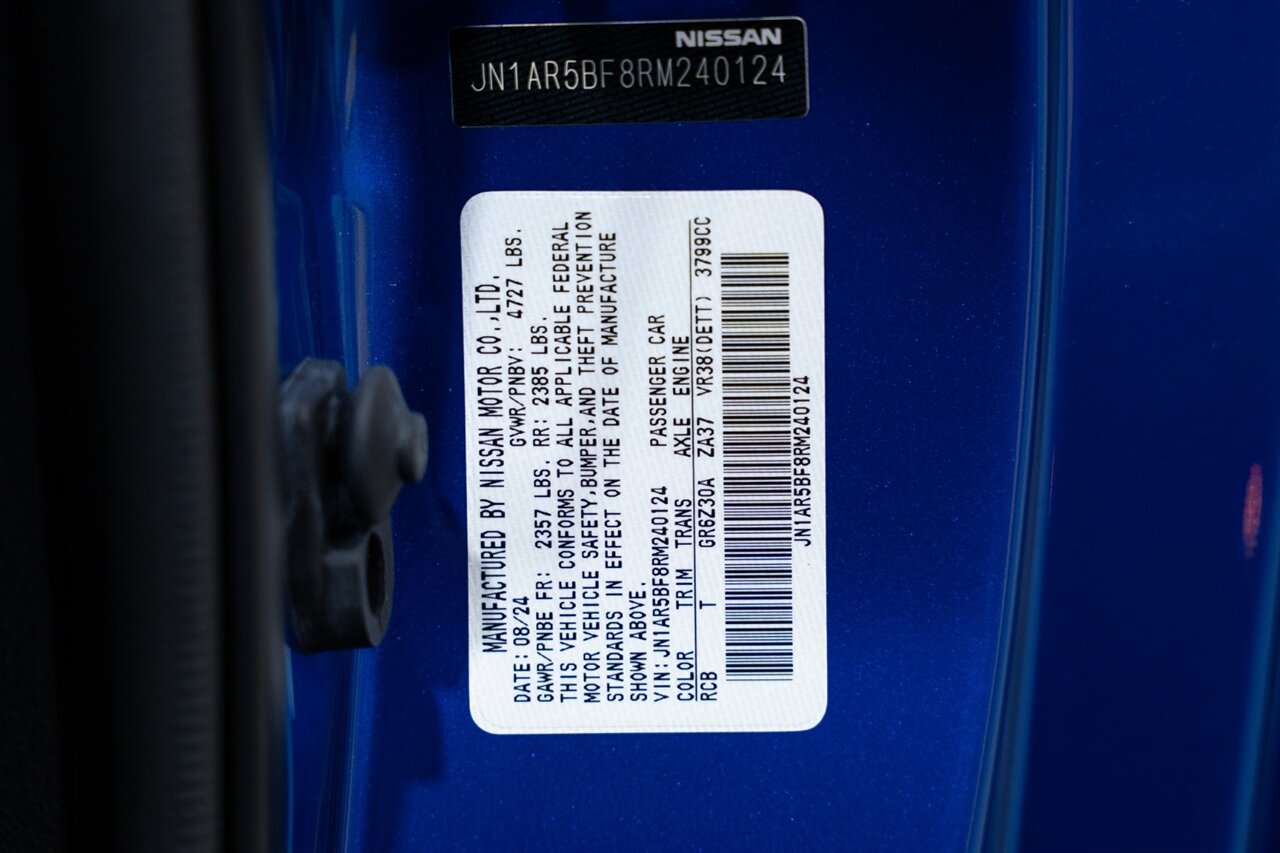 NISSAN
JN1AR5BF8RM240124
MANUFACTURED BY NISSAN MOTOR CO.,LTD.
DATE: 08/24 GVWR/PNBV: 4727 LBS.
GAWR/PNBE FR: 2357 LBS. RR: 2385 LBS.
THIS VEHICLE CONFORMS TO ALL APPLICABLE FEDERAL
MOTOR VEHICLE SAFETY,BUMPER,AND THEFT PREVENTION
STANDARDS IN EFFECT ON THE DATE OF MANUFACTURE
SHOWN ABOVE.
VIN:JN1AR5BF8RM240124 PASSENGER CAR
COLOR TRIM TRANS AXLE ENGINE
RCB T GR6Z30A ZA37 VR38(DETT) 3799CC
JN1AR5BF8RM240124